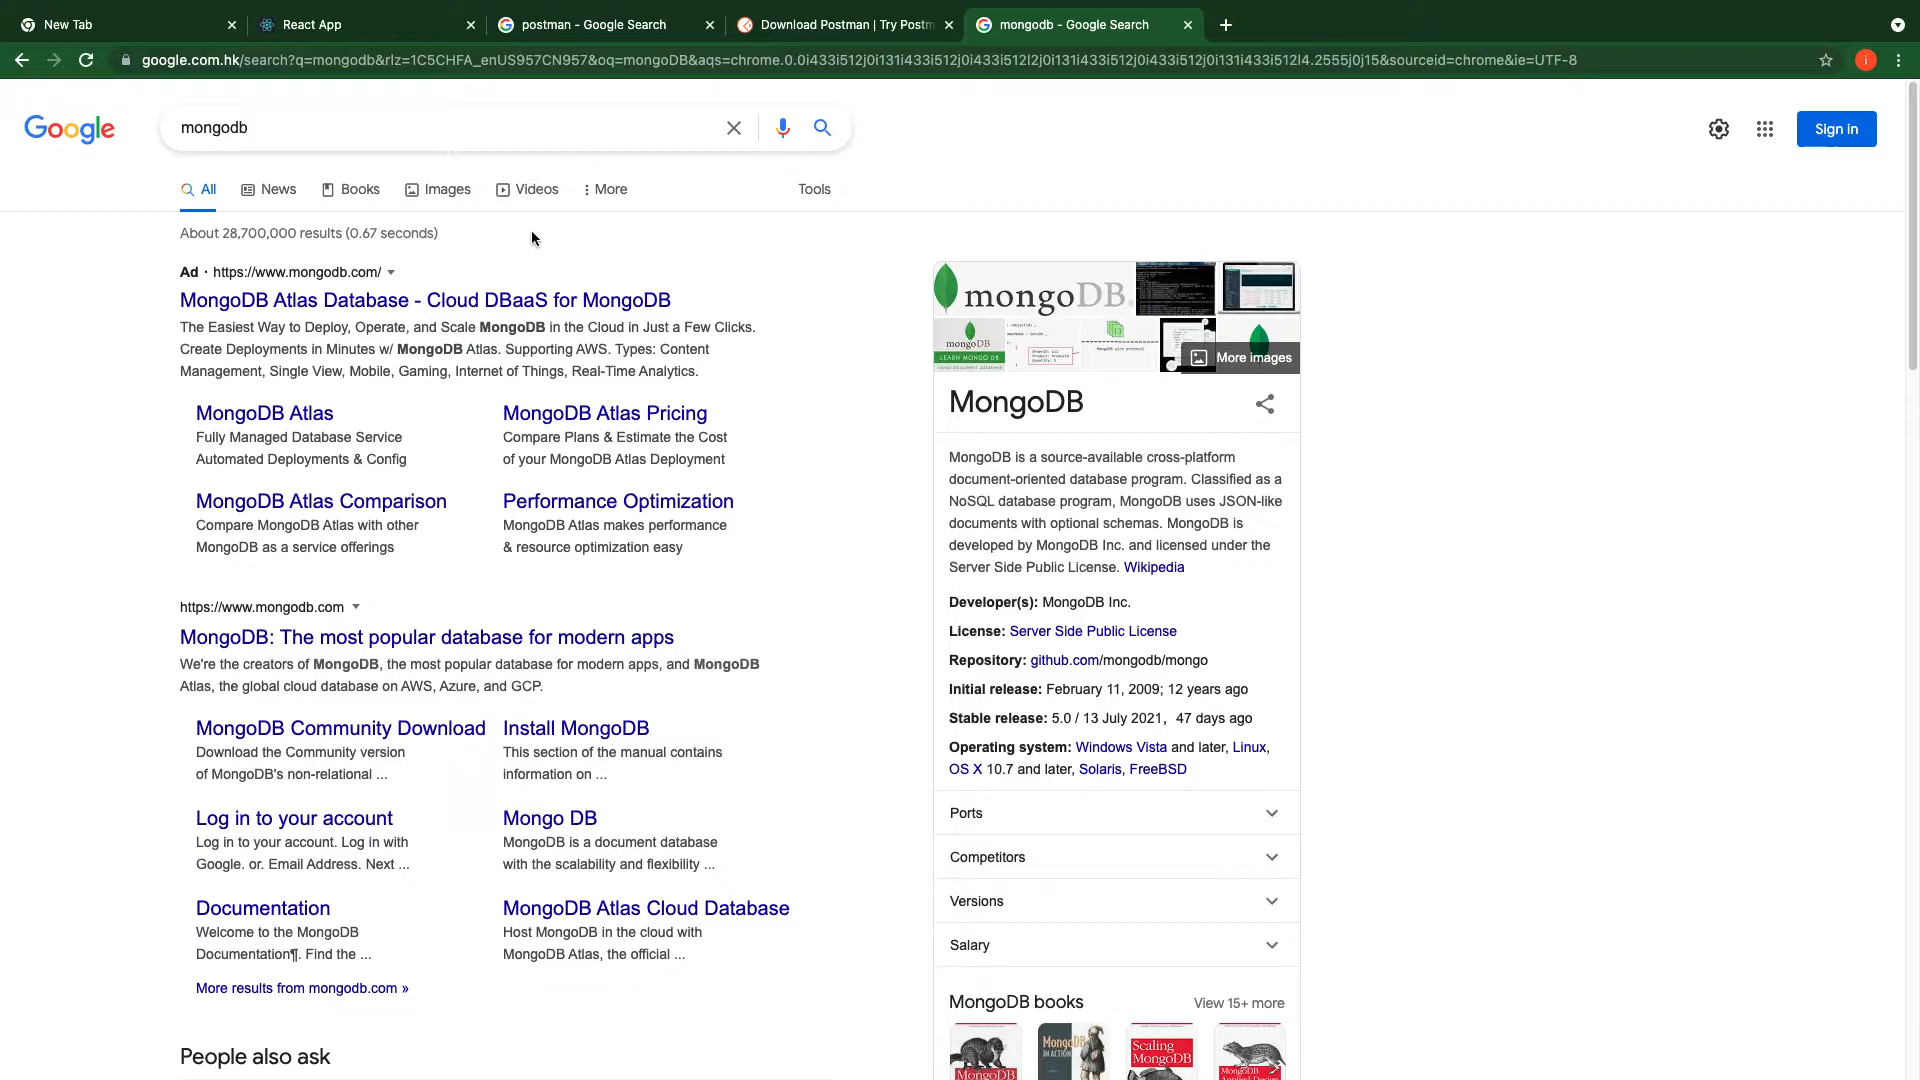 New Tab
React App
postman - Google Search
Download Postman | Try Postm
mongodb - Google Search
google.com.hk/search?q=mongodb&rlz=1C5CHFA_enUS957CN957&oq=mongoDB&aqs=chrome.0.0i433i512j0i131i433i512j0i433i512j0i433i512l2j0i131i433i512j0i433i512j0i131i433i512l4.2555j0j15&sourceid=chrome&ie=UTF-8
i
Google
mongodb
Sign in
All
News
Books
Images
Videos
More
Tools
About 28,700,000 results (0.67 seconds)
Ad · https://www.mongodb.com/
MongoDB Atlas Database - Cloud DBaaS for MongoDB
The Easiest Way to Deploy, Operate, and Scale MongoDB in the Cloud in Just a Few Clicks.
Create Deployments in Minutes w/ MongoDB Atlas. Supporting AWS. Types: Content
Management, Single View, Mobile, Gaming, Internet of Things, Real-Time Analytics.
MongoDB Atlas
Fully Managed Database Service
Automated Deployments & Config
MongoDB Atlas Pricing
Compare Plans & Estimate the Cost
of your MongoDB Atlas Deployment
MongoDB Atlas Comparison
Compare MongoDB Atlas with other
MongoDB as a service offerings
Performance Optimization
MongoDB Atlas makes performance
& resource optimization easy
https://www.mongodb.com
MongoDB: The most popular database for modern apps
We're the creators of MongoDB, the most popular database for modern apps, and MongoDB
Atlas, the global cloud database on AWS, Azure, and GCP.
MongoDB Community Download
Download the Community version
of MongoDB's non-relational ...
Install MongoDB
This section of the manual contains
information on ...
Log in to your account
Log in to your account. Log in with
Google. or. Email Address. Next ...
Mongo DB
MongoDB is a document database
with the scalability and flexibility ...
Documentation
Welcome to the MongoDB
Documentation¶. Find the ...
MongoDB Atlas Cloud Database
Host MongoDB in the cloud with
MongoDB Atlas, the official ...
More results from mongodb.com »
People also ask
mongoDB
mongoDB
LEARN MONGO DB
MongoDB wire protocol
More images
MongoDB
MongoDB is a source-available cross-platform
document-oriented database program. Classified as a
NoSQL database program, MongoDB uses JSON-like
documents with optional schemas. MongoDB is
developed by MongoDB Inc. and licensed under the
Server Side Public License. Wikipedia
Developer(s): MongoDB Inc.
License: Server Side Public License
Repository: github.com/mongodb/mongo
Initial release: February 11, 2009; 12 years ago
Stable release: 5.0 / 13 July 2021, 47 days ago
Operating system: Windows Vista and later, Linux,
OS X 10.7 and later, Solaris, FreeBSD
Ports
Competitors
Versions
Salary
MongoDB books
View 15+ more
MongoDB
MongoDB
IN ACTION
Scaling
MongoDB
MongoDB